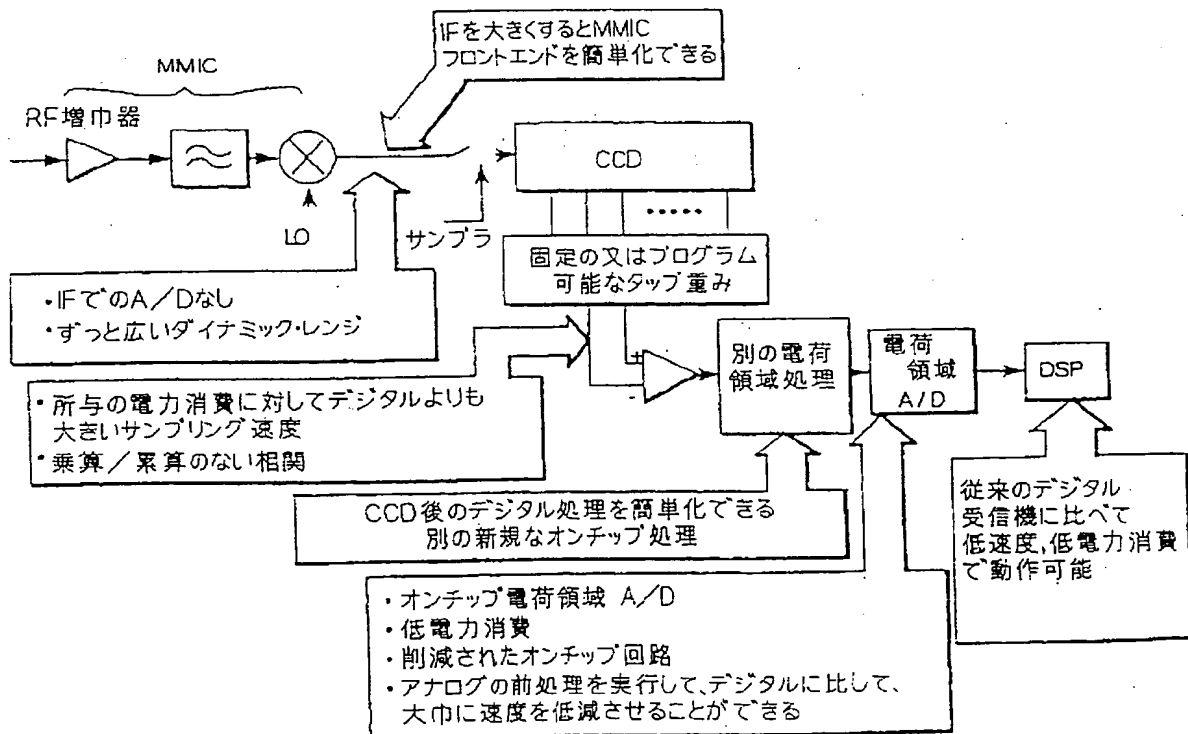 IFを大きくするとMMIC
フロントエンドを簡単化できる
MMIC
RF増巾器
LO
サンプラ
CCD
固定の又はプログラム
可能なタップ重み
・IFでのA/Dなし
・ずっと広いダイナミック・レンジ
+
-
別の電荷
領域処理
電荷
領域
A/D
DSP
・所与の電力消費に対してデジタルよりも
大きいサンプリング速度
・乗算/累算のない相関
CCD後のデジタル処理を簡単化できる
別の新規なオンチップ処理
従来のデジタル
受信機に比べて
低速度,低電力消費
で動作可能
・オンチップ電荷領域 A/D
・低電力消費
・削減されたオンチップ回路
・アナログの前処理を実行して、デジタルに比して、
大巾に速度を低減させることができる